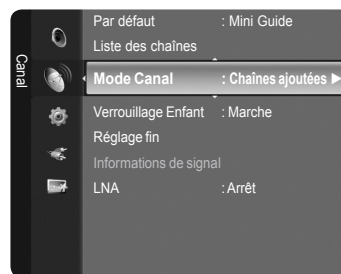 Canal
Par défaut : Mini Guide
Liste des chaînes
Mode Canal : Chaînes ajoutées ►
Verrouillage Enfant : Marche
Réglage fin
Informations de signal
LNA : Arrêt